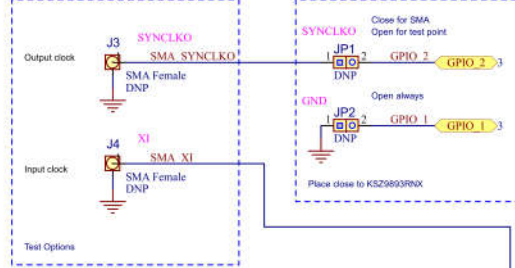 SYNCLKO
J3
Output clock
1
SMA_SYNCLKO
SMA Female
DNP
XI
J4
Input clock
1
SMA_XI
SMA Female
DNP
Test Options
Close for SMA
Open for test point
SYNCLKO
JP1
1
2
GPIO_2
GPIO_2
3
DNP
GND
Open always
JP2
1
2
GPIO_1
GPIO_1
3
DNP
Place close to KSZ9893RNX